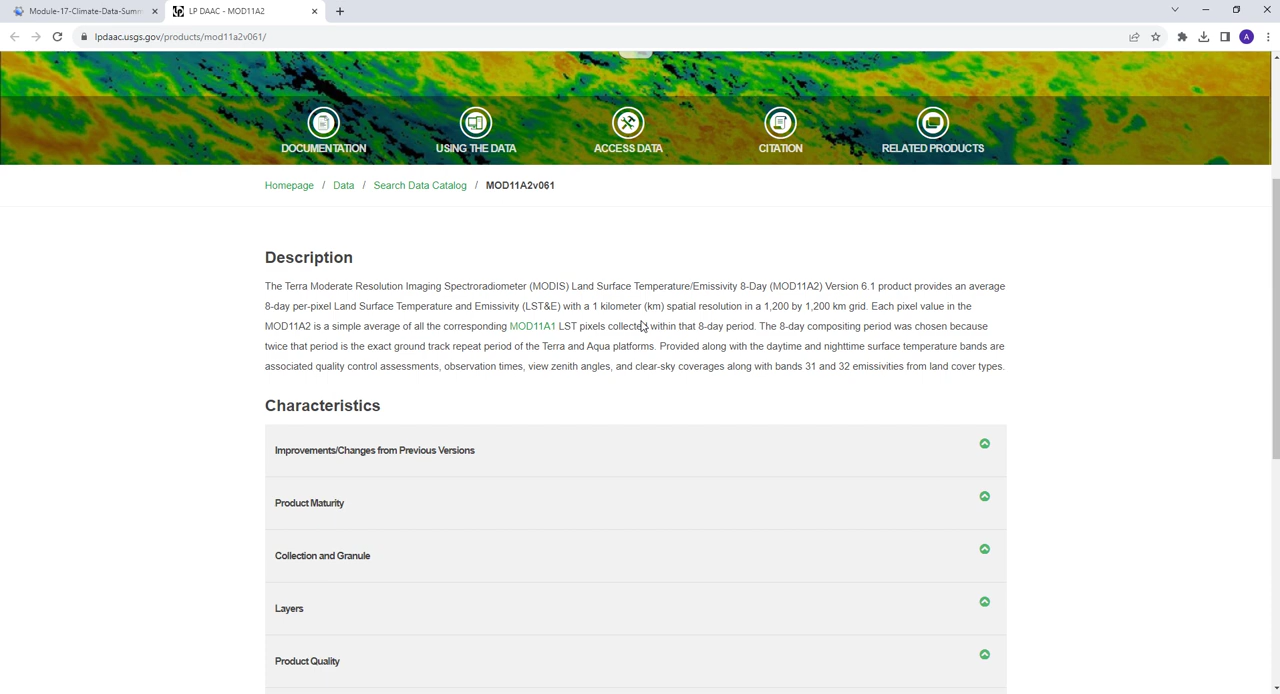 Module-17-Climate-Data-Summ
LP DAAC - MOD11A2
lpdaac.usgs.gov/products/mod11a2v061/
A
DOCUMENTATION
USING THE DATA
ACCESS DATA
CITATION
RELATED PRODUCTS
Homepage / Data / Search Data Catalog / MOD11A2v061
Description
The Terra Moderate Resolution Imaging Spectroradiometer (MODIS) Land Surface Temperature/Emissivity 8-Day (MOD11A2) Version 6.1 product provides an average
8-day per-pixel Land Surface Temperature and Emissivity (LST&E) with a 1 kilometer (km) spatial resolution in a 1,200 by 1,200 km grid. Each pixel value in the
MOD11A2 is a simple average of all the corresponding MOD11A1 LST pixels collected within that 8-day period. The 8-day compositing period was chosen because
twice that period is the exact ground track repeat period of the Terra and Aqua platforms. Provided along with the daytime and nighttime surface temperature bands are
associated quality control assessments, observation times, view zenith angles, and clear-sky coverages along with bands 31 and 32 emissivities from land cover types.
Characteristics
Improvements/Changes from Previous Versions
Product Maturity
Collection and Granule
Layers
Product Quality